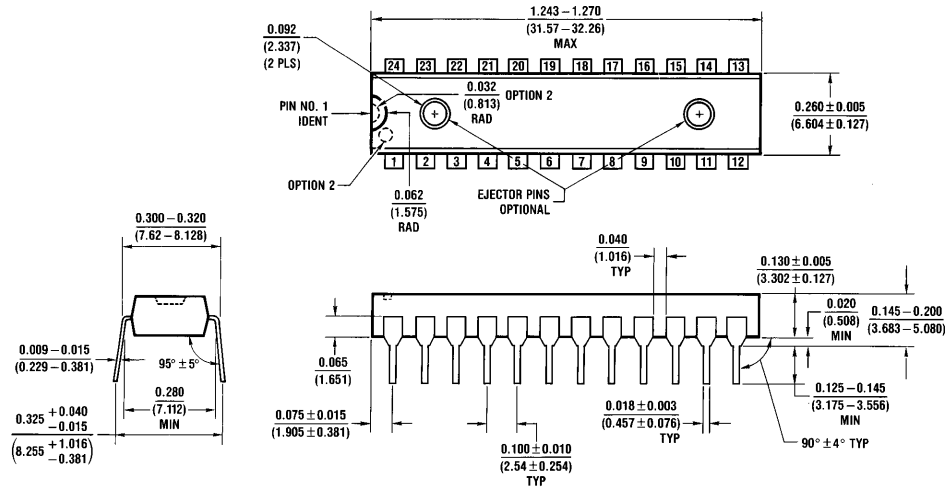 1.243–1.270
(31.57–32.26)
MAX
0.092
(2.337)
(2 PLS)
24 23 22 21 20 19 18 17 16 15 14 13
0.032
(0.813)
RAD
OPTION 2
PIN NO. 1
IDENT
0.260±0.005
(6.604±0.127)
1 2 3 4 5 6 7 8 9 10 11 12
OPTION 2
0.062
(1.575)
RAD
EJECTOR PINS
OPTIONAL
0.300–0.320
(7.62–8.128)
0.040
(1.016)
TYP
0.130±0.005
(3.302±0.127)
0.020
(0.508)
MIN
0.145–0.200
(3.683–5.080)
0.009–0.015
(0.229–0.381)
95° ±5°
0.065
(1.651)
0.280
(7.112)
MIN
0.125–0.145
(3.175–3.556)
MIN
0.325 +0.040 –0.015
(8.255 +1.016 –0.381)
0.075±0.015
(1.905±0.381)
0.018±0.003
(0.457±0.076)
TYP
0.100±0.010
(2.54±0.254)
TYP
90°±4° TYP